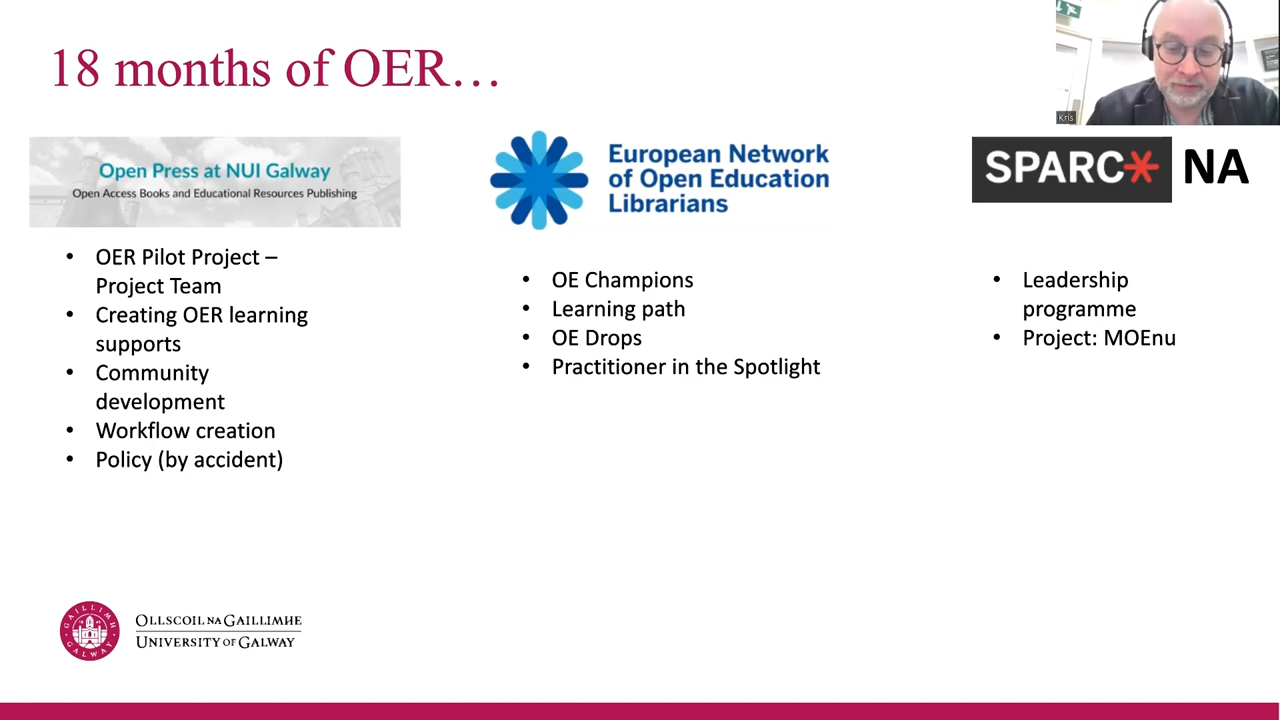 18 months of OER…
Kris
Open Press at NUI Galway
Open Access Books and Educational Resources Publishing
European Network
of Open Education
Librarians
SPARC NA
• OER Pilot Project –
Project Team
• Creating OER learning
supports
• Community
development
• Workflow creation
• Policy (by accident)
• OE Champions
• Learning path
• OE Drops
• Practitioner in the Spotlight
• Leadership
programme
• Project: MOEnu
GAILLIMH
GALWAY
OLLSCOIL NA GAILLIMHE
UNIVERSITY OF GALWAY